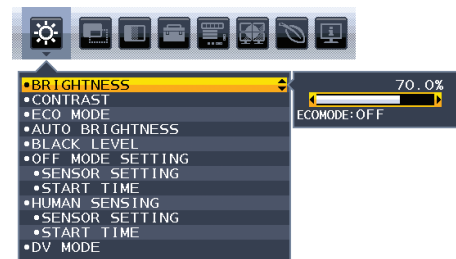 •BRIGHTNESS
•CONTRAST
•ECO MODE
•AUTO BRIGHTNESS
•BLACK LEVEL
•OFF MODE SETTING
•SENSOR SETTING
•START TIME
•HUMAN SENSING
•SENSOR SETTING
•START TIME
•DV MODE
70.0%
ECOMODE:OFF